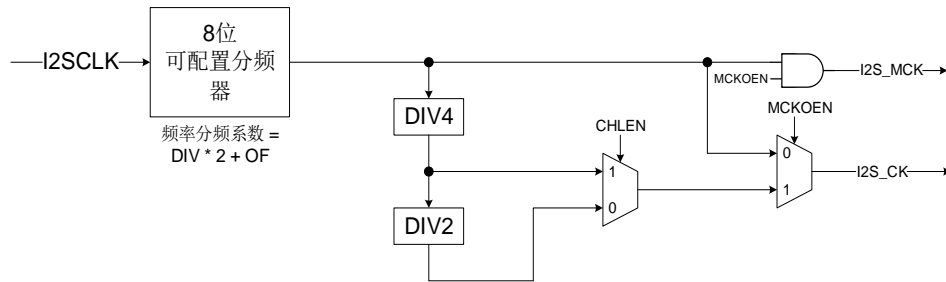 I2SCLK
8位
可配置分频
器
频率分频系数 =
DIV * 2 + OF
DIV4
DIV2
CHLEN
1
0
MCKOEN
I2S_MCK
MCKOEN
0
1
I2S_CK